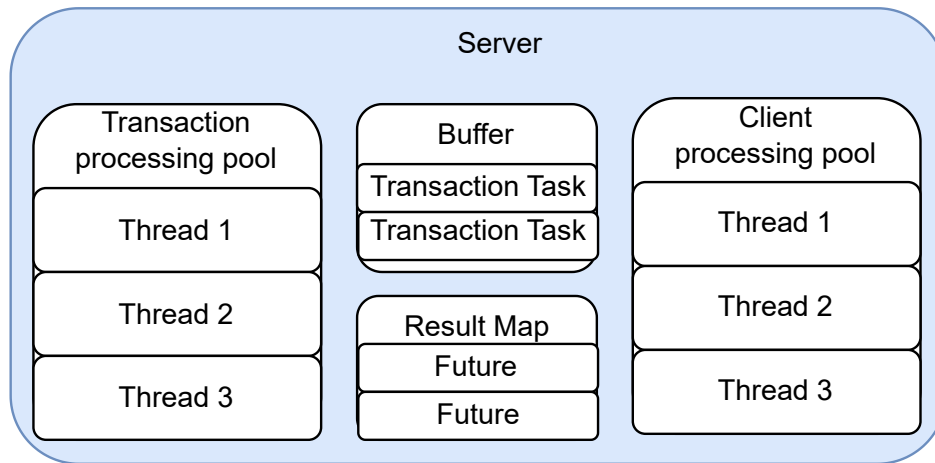 Server
Transaction
processing pool
Thread 1
Thread 2
Thread 3
Buffer
Transaction Task
Transaction Task
Result Map
Future
Future
Client
processing pool
Thread 1
Thread 2
Thread 3